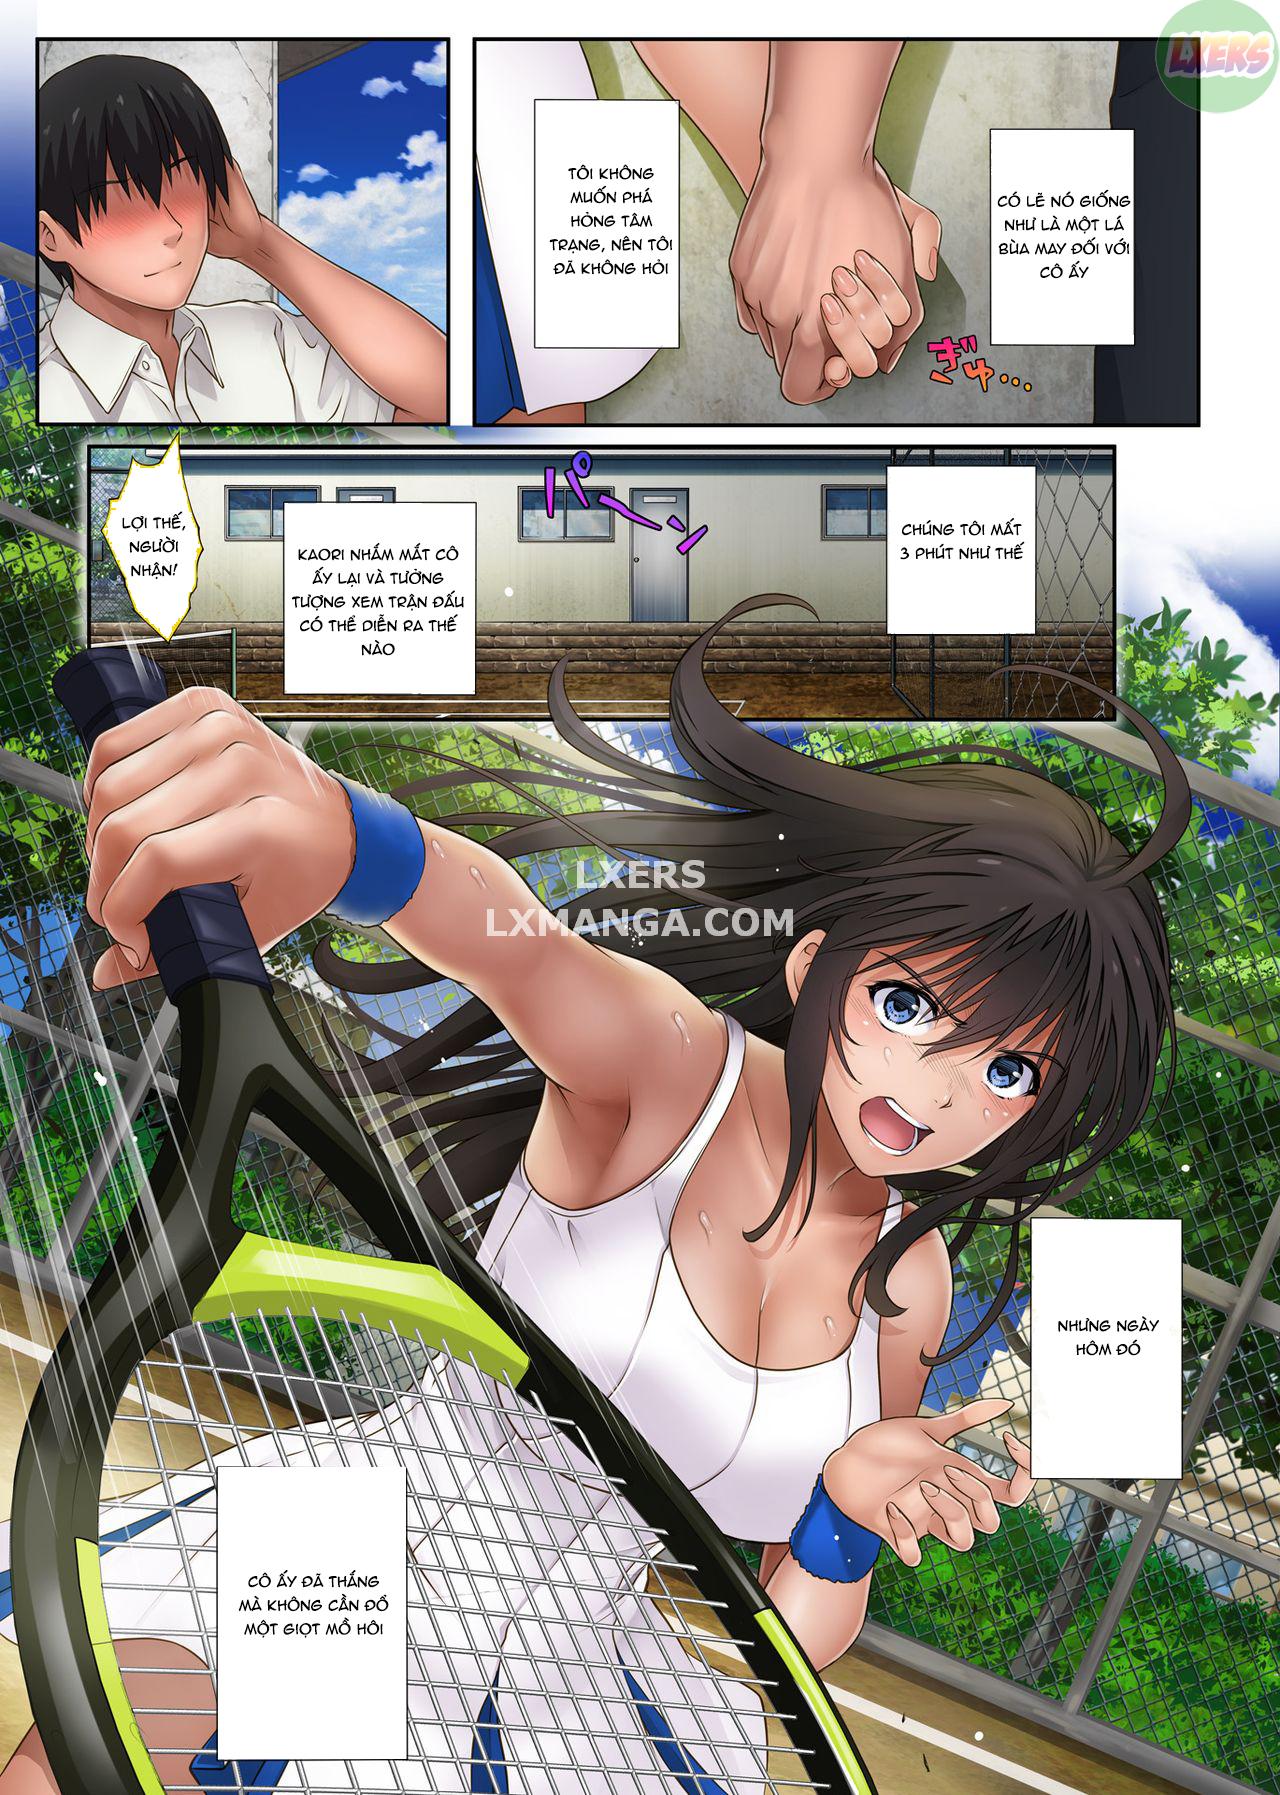 LXERS
CÓ LẼ NÓ GIỐNG
NHƯ LÀ MỘT LÁ
BÙA MAY ĐỐI VỚI
CÔ ẤY
TÔI KHÔNG
MUỐN PHÁ
HỎNG TÂM
TRẠNG, NÊN TÔI
ĐÃ KHÔNG HỎI
ぎゅ…
CHÚNG TÔI MẤT
3 PHÚT NHƯ THẾ
パーン
KAORI NHẮM MẮT CÔ
ẤY LẠI VÀ TƯỞNG
TƯỢNG XEM TRẬN ĐẤU
CÓ THỂ DIỄN RA THẾ
NÀO
LỢI THẾ,
NGƯỜI
NHẬN!
LXERS
LXMANGA.COM
NHƯNG NGÀY
HÔM ĐÓ
CÔ ẤY ĐÃ THẮNG
MÀ KHÔNG CẦN ĐỔ
MỘT GIỌT MỒ HÔI